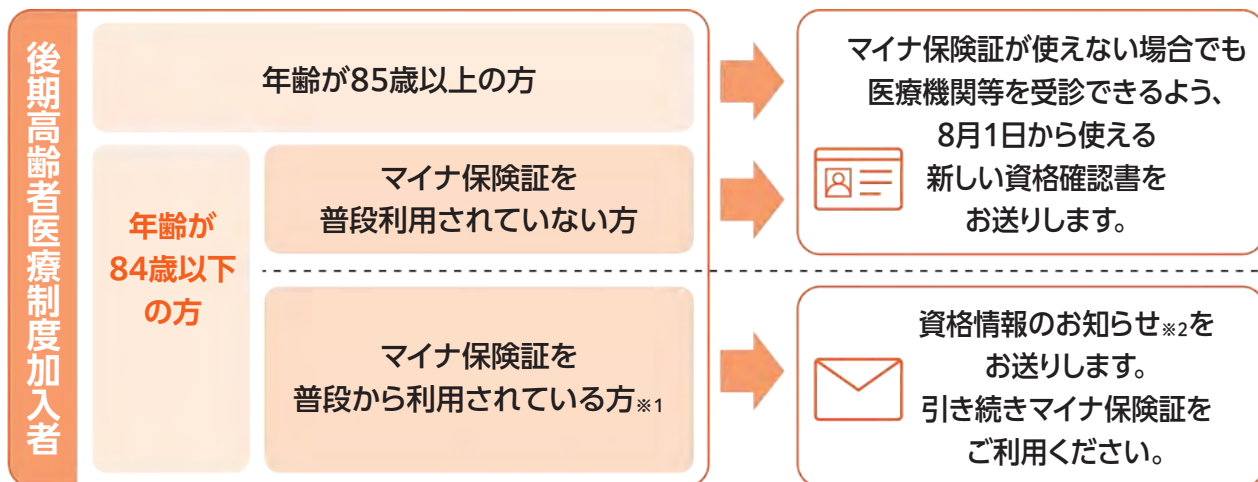 後期高齢者医療制度加入者
年齢が85歳以上の方
年齢が
84歳以下
の方
マイナ保険証を
普段利用されていない方
マイナ保険証を
普段から利用されている方※1
マイナ保険証が使えない場合でも
医療機関等を受診できるよう、
8月1日から使える
新しい資格確認書を
お送りします。
資格情報のお知らせ※2を
お送りします。
引き続きマイナ保険証を
ご利用ください。